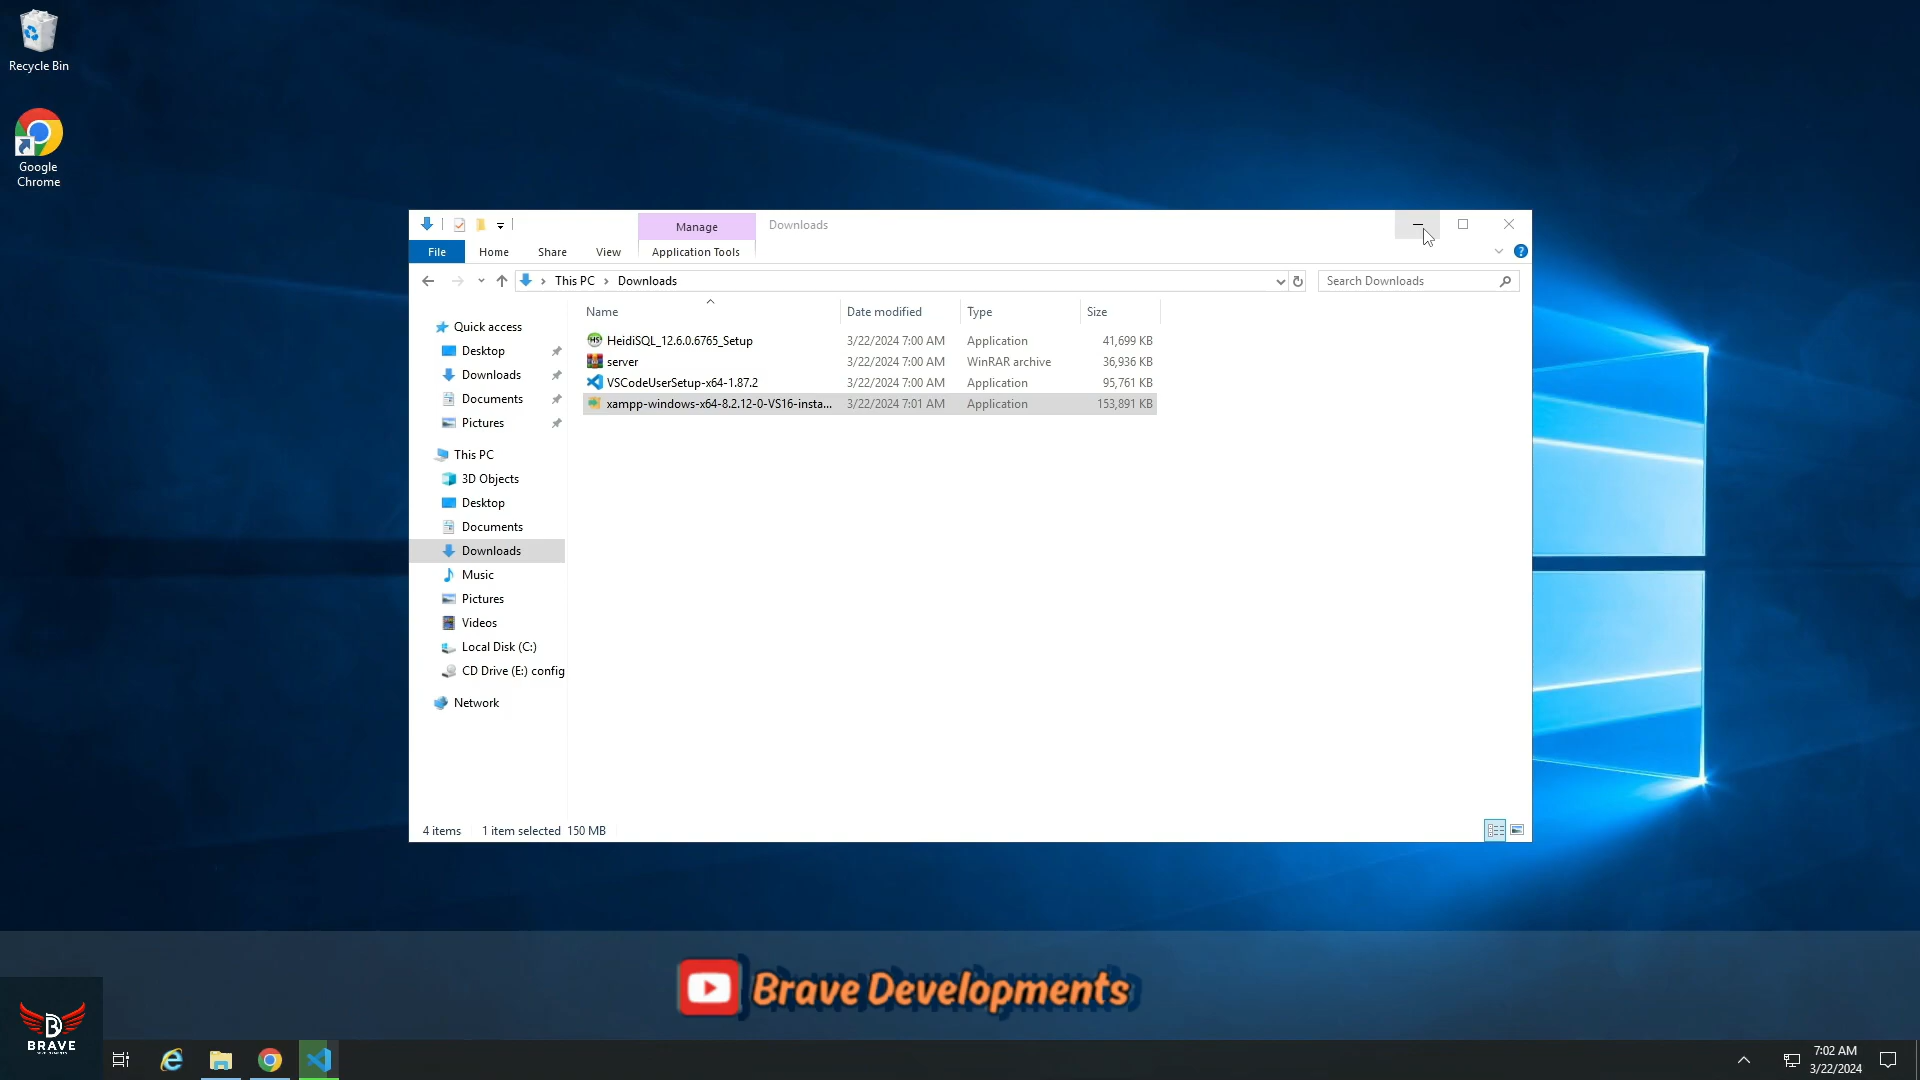 Recycle Bin
Google
Chrome
Manage
Downloads
File
Home
Share
View
Application Tools
This PC
Downloads
Search Downloads
Name
Date modified
Type
Size
HeidiSQL_12.6.0.6765_Setup
3/22/2024 7:00 AM
Application
41,699 KB
server
3/22/2024 7:00 AM
WinRAR archive
36,936 KB
VSCodeUserSetup-x64-1.87.2
3/22/2024 7:00 AM
Application
95,761 KB
xampp-windows-x64-8.2.12-0-VS16-insta...
3/22/2024 7:01 AM
Application
153,891 KB
Quick access
Desktop
Downloads
Documents
Pictures
This PC
3D Objects
Desktop
Documents
Downloads
Music
Pictures
Videos
Local Disk (C:)
CD Drive (E:) config
Network
4 items
1 item selected 150 MB
Brave Developments
BRAVE
7:02 AM
3/22/2024